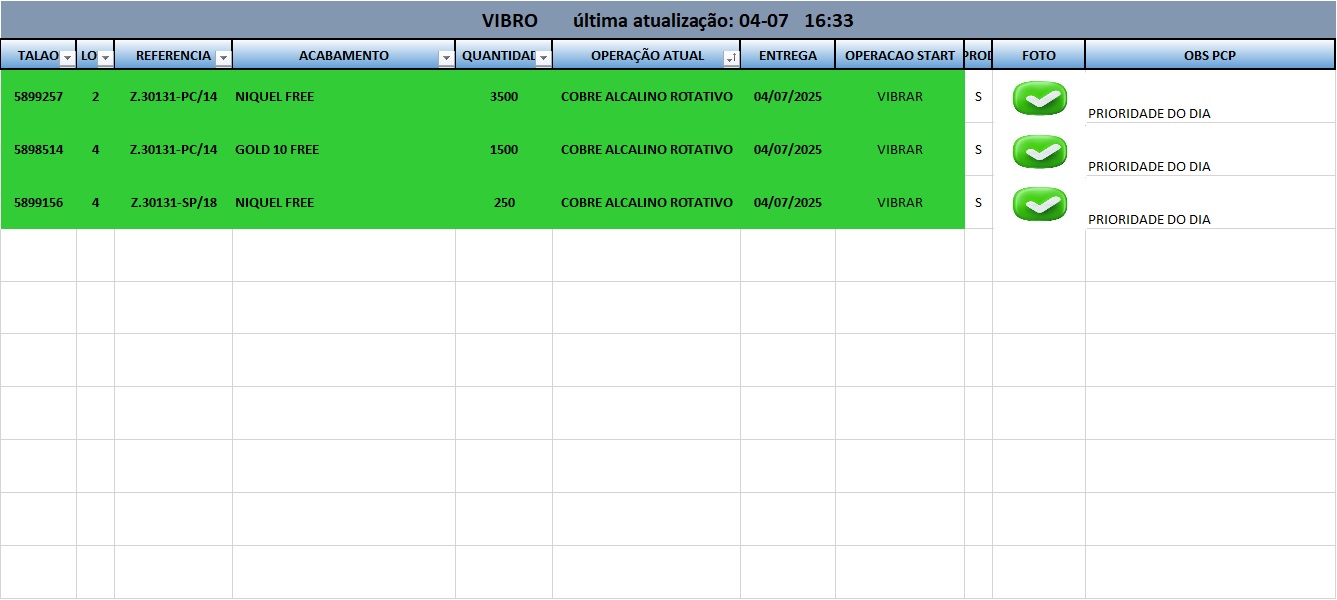 VIBRO última atualização: 04-07 16:33
TALAO LO REFERENCIA ACABAMENTO QUANTIDAD OPERAÇÃO ATUAL ENTREGA OPERACAO START PROD FOTO OBS PCP
5899257 2 Z.30131-PC/14 NIQUEL FREE 3500 COBRE ALCALINO ROTATIVO 04/07/2025 VIBRAR S PRIORIDADE DO DIA
5898514 4 Z.30131-PC/14 GOLD 10 FREE 1500 COBRE ALCALINO ROTATIVO 04/07/2025 VIBRAR S PRIORIDADE DO DIA
5899156 4 Z.30131-SP/18 NIQUEL FREE 250 COBRE ALCALINO ROTATIVO 04/07/2025 VIBRAR S PRIORIDADE DO DIA